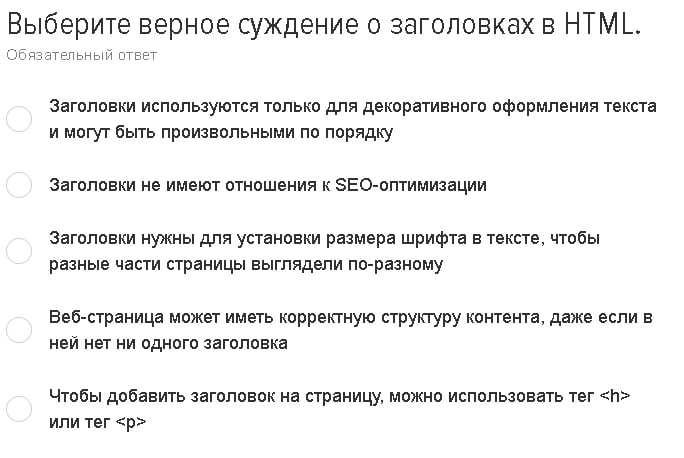 Выберите верное суждение о заголовках в HTML.
Обязательный ответ
Заголовки используются только для декоративного оформления текста
и могут быть произвольными по порядку
Заголовки не имеют отношения к SEO-оптимизации
Заголовки нужны для установки размера шрифта в тексте, чтобы
разные части страницы выглядели по-разному
Веб-страница может иметь корректную структуру контента, даже если в
ней нет ни одного заголовка
Чтобы добавить заголовок на страницу, можно использовать тег <h>
или тег <p>